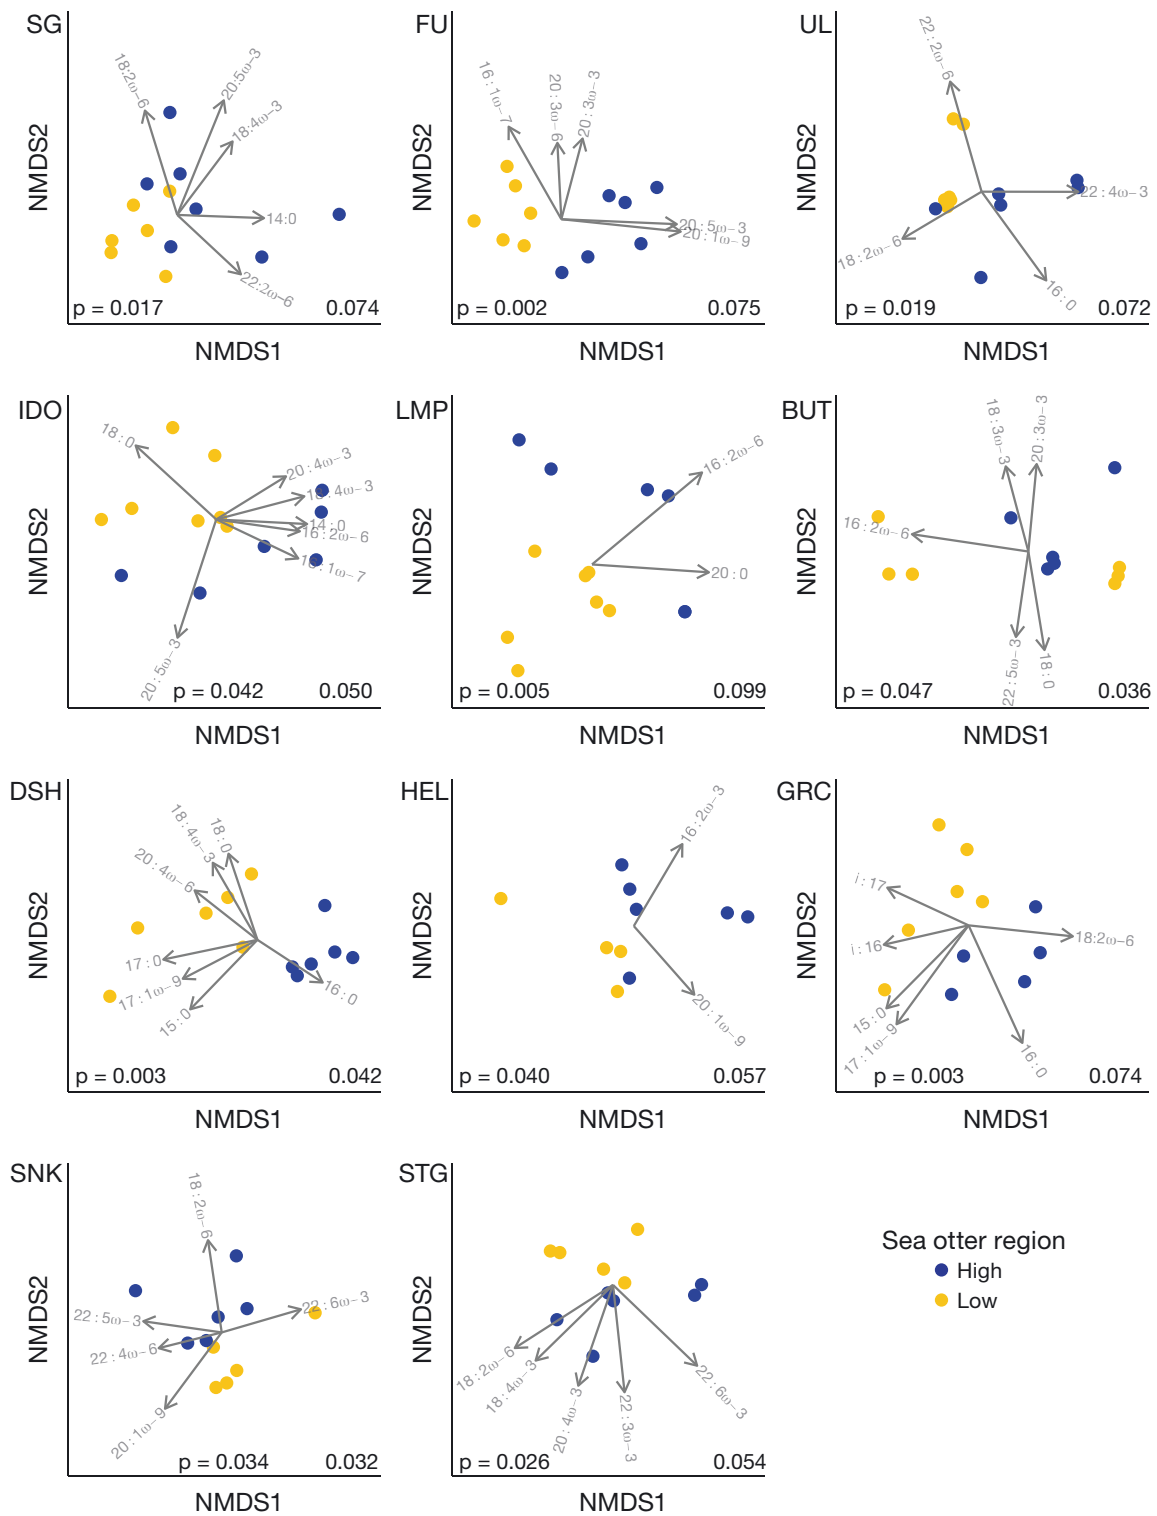 SG
18:2ω–6
20:5ω–3
18:4ω–3
14:0
22:2ω–6
NMDS2
p = 0.017
0.074
NMDS1
FU
16:1ω–7
20:3ω–6
20:3ω–3
20:5ω–3
20:1ω–9
NMDS2
p = 0.002
0.075
NMDS1
UL
22:2ω–6
22:4ω–3
18:2ω–6
16:0
NMDS2
p = 0.019
0.072
NMDS1
IDO
18:0
20:4ω–3
18:4ω–3
14:0
16:2ω–6
16:1ω–7
20:5ω–3
NMDS2
p = 0.042
0.050
NMDS1
LMP
16:2ω–6
20:0
NMDS2
p = 0.005
0.099
NMDS1
BUT
18:3ω–3
20:3ω–3
16:2ω–6
22:5ω–3
18:0
NMDS2
p = 0.047
0.036
NMDS1
DSH
18:4ω–3
18:0
20:4ω–6
17:0
17:1ω–9
15:0
16:0
NMDS2
p = 0.003
0.042
NMDS1
HEL
16:2ω–3
20:1ω–9
NMDS2
p = 0.040
0.057
NMDS1
GRC
i:17
i:16
18:2ω–6
15:0
17:1ω–9
16:0
NMDS2
p = 0.003
0.074
NMDS1
SNK
18:2ω–6
22:6ω–3
22:5ω–3
22:4ω–6
20:1ω–9
NMDS2
p = 0.034
0.032
NMDS1
STG
18:2ω–6
18:4ω–3
20:4ω–3
22:3ω–3
22:6ω–3
NMDS2
p = 0.026
0.054
NMDS1
Sea otter region
High
Low